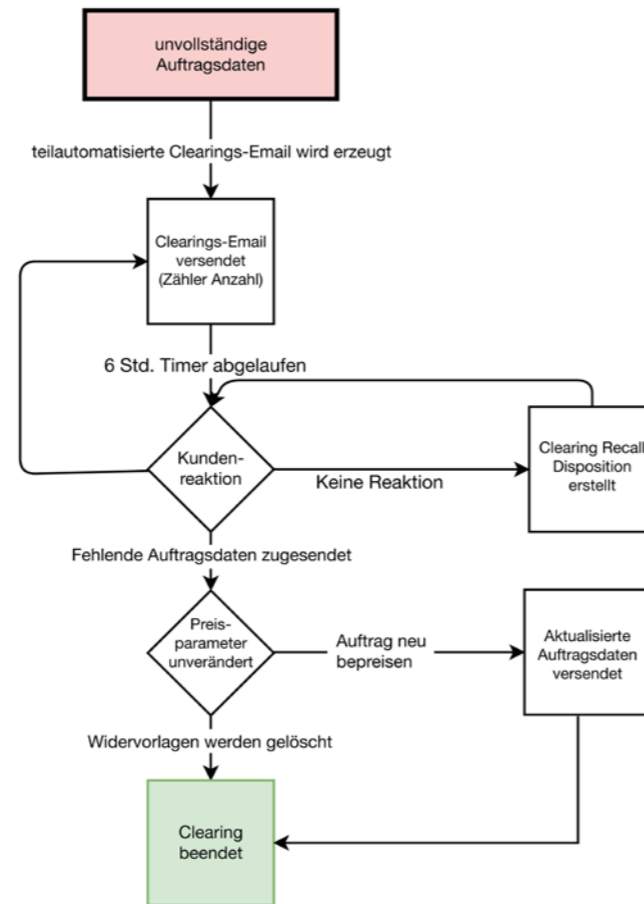 unvollständige
Auftragsdaten
teilautomatisierte Clearings-Email wird erzeugt
Clearings-Email
versendet
(Zähler Anzahl)
6 Std. Timer abgelaufen
Kunden-
reaktion
Keine Reaktion
Clearing Recall
Disposition
erstellt
Fehlende Auftragsdaten zugesendet
Preis-
parameter
unverändert
Auftrag neu
bepreisen
Aktualisierte
Auftragsdaten
versendet
Widervorlagen werden gelöscht
Clearing
beendet